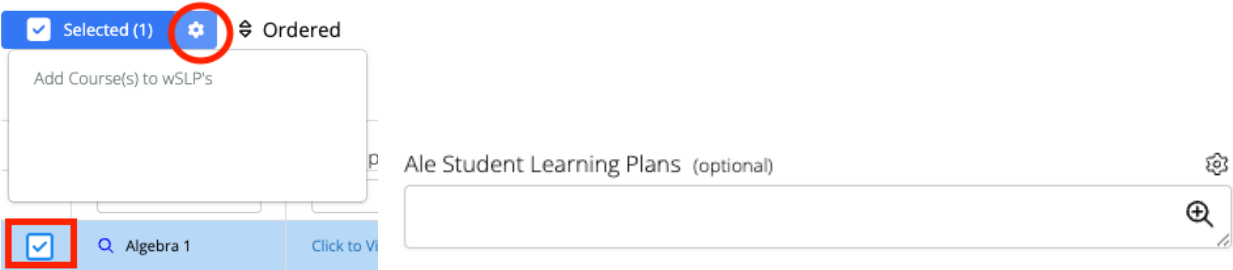 Selected (1)
Ordered
Add Course(s) to wSLP's
p
Algebra 1
Click to Vi
Ale Student Learning Plans (optional)